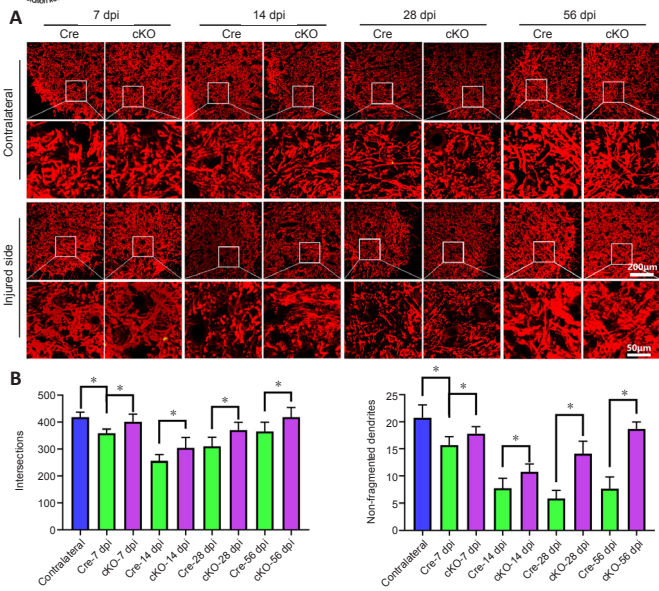 A
7 dpi 14 dpi 28 dpi 56 dpi
Cre cKO Cre cKO Cre cKO Cre cKO
Contralateral
Injured side
200μm
50μm
B
* * * * *
500
400
300
200
100
0
Intersections
Contralateral Cre-7 dpi cKO-7 dpi Cre-14 dpi cKO-14 dpi Cre-28 dpi cKO-28 dpi Cre-56 dpi cKO-56 dpi
* * * * *
25
20
15
10
5
0
Non-fragmented dendrites
Contralateral Cre-7 dpi cKO-7 dpi Cre-14 dpi cKO-14 dpi Cre-28 dpi cKO-28 dpi Cre-56 dpi cKO-56 dpi